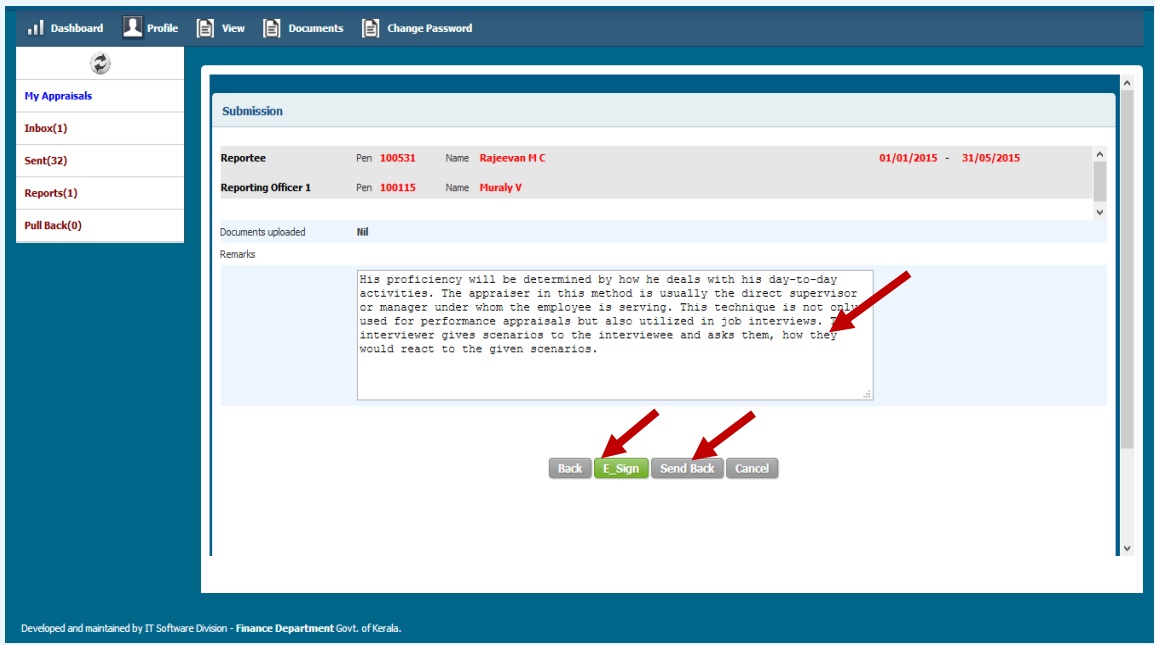 Dashboard Profile View Documents Change Password
My Appraisals
Inbox(1)
Sent(32)
Reports(1)
Pull Back(0)
Submission
Reportee Pen 100531 Name Rajeevan M C 01/01/2015 - 31/05/2015
Reporting Officer 1 Pen 100115 Name Muraly V
Documents uploaded Nil
Remarks
His proficiency will be determined by how he deals with his day-to-day
activities. The appraiser in this method is usually the direct supervisor
or manager under whom the employee is serving. This technique is not only
used for performance appraisals but also utilized in job interviews.
interviewer gives scenarios to the interviewee and asks them, how they
would react to the given scenarios.
Back E_Sign Send Back Cancel
Developed and maintained by IT Software Division - Finance Department Govt. of Kerala.